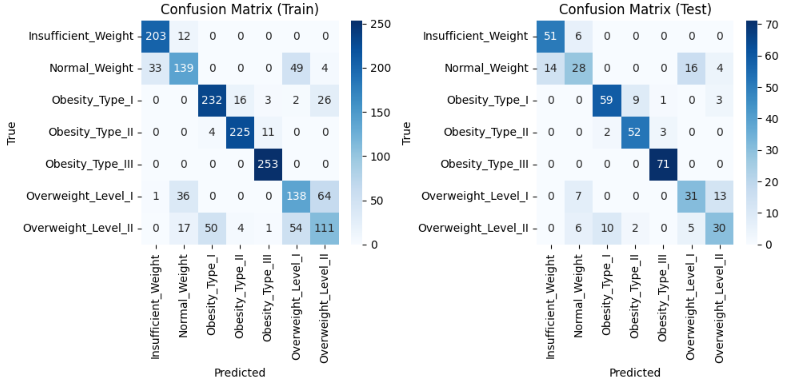 Confusion Matrix (Train)
Insufficient_Weight 203 12 0 0 0 0 0
Normal_Weight 33 139 0 0 0 49 4
Obesity_Type_I 0 0 232 16 3 2 26
Obesity_Type_II 0 0 4 225 11 0 0
Obesity_Type_III 0 0 0 0 253 0 0
Overweight_Level_I 1 36 0 0 0 138 64
Overweight_Level_II 0 17 50 4 1 54 111
True
Insufficient_Weight
Normal_Weight
Obesity_Type_I
Obesity_Type_II
Obesity_Type_III
Overweight_Level_I
Overweight_Level_II
Predicted
250
200
150
100
50
0
Confusion Matrix (Test)
Insufficient_Weight 51 6 0 0 0 0 0
Normal_Weight 14 28 0 0 0 16 4
Obesity_Type_I 0 0 59 9 1 0 3
Obesity_Type_II 0 0 2 52 3 0 0
Obesity_Type_III 0 0 0 0 71 0 0
Overweight_Level_I 0 7 0 0 0 31 13
Overweight_Level_II 0 6 10 2 0 5 30
True
Insufficient_Weight
Normal_Weight
Obesity_Type_I
Obesity_Type_II
Obesity_Type_III
Overweight_Level_I
Overweight_Level_II
Predicted
70
60
50
40
30
20
10
0